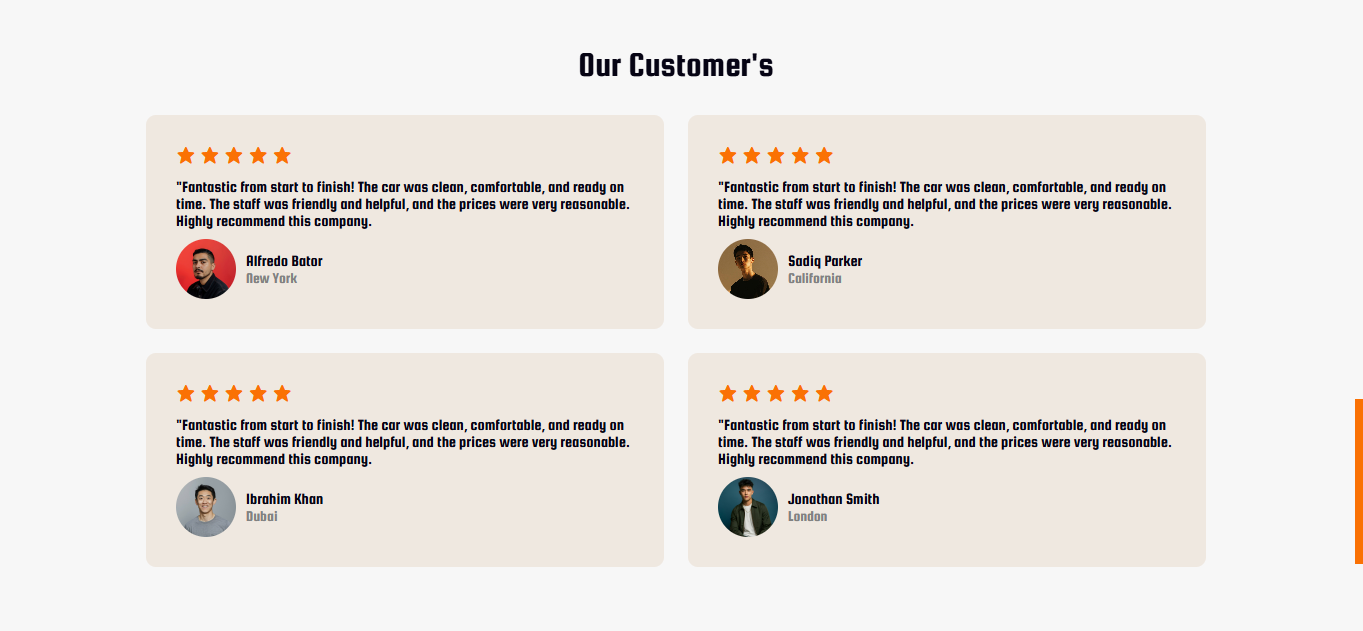 Our Customer's
"Fantastic from start to finish! The car was clean, comfortable, and ready on
time. The staff was friendly and helpful, and the prices were very reasonable.
Highly recommend this company.
Alfredo Bator
New York
"Fantastic from start to finish! The car was clean, comfortable, and ready on
time. The staff was friendly and helpful, and the prices were very reasonable.
Highly recommend this company.
Sadiq Parker
California
"Fantastic from start to finish! The car was clean, comfortable, and ready on
time. The staff was friendly and helpful, and the prices were very reasonable.
Highly recommend this company.
Ibrahim Khan
Dubai
"Fantastic from start to finish! The car was clean, comfortable, and ready on
time. The staff was friendly and helpful, and the prices were very reasonable.
Highly recommend this company.
Jonathan Smith
London